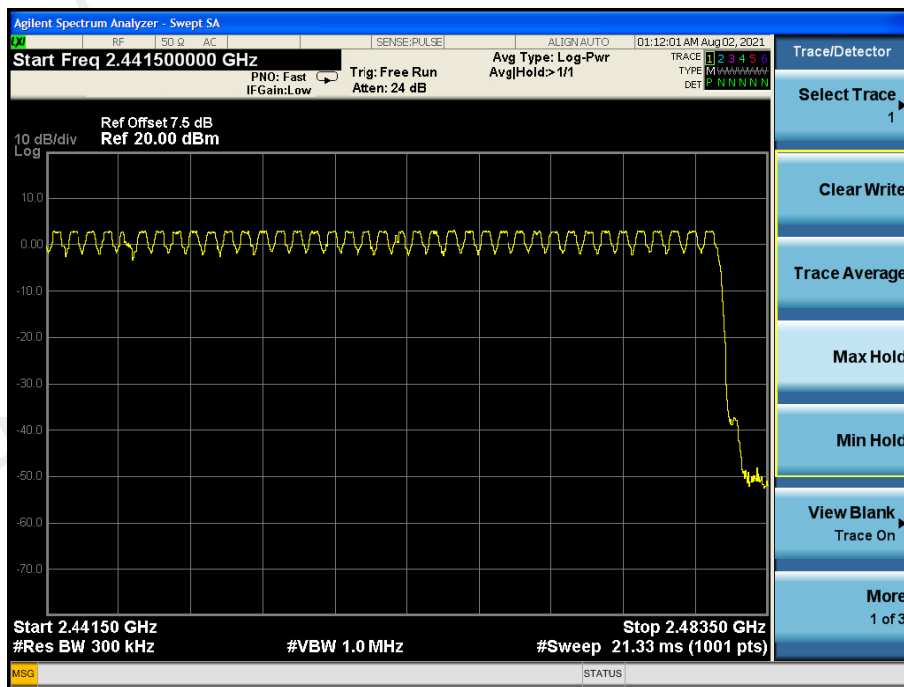 Agilent Spectrum Analyzer - Swept SA
LXI RF 50 Ω AC SENSE:PULSE ALIGN AUTO 01:12:01 AM Aug 02, 2021
Start Freq 2.441500000 GHz
PNO: Fast
IFGain:Low
Trig: Free Run
Atten: 24 dB
Avg Type: Log-Pwr
Avg|Hold:>1/1
TRACE 1 2 3 4 5 6
TYPE M W W W W W
DET P N N N N N
Ref Offset 7.5 dB
10 dB/div Ref 20.00 dBm
Log
10.0
0.00
-10.0
-20.0
-30.0
-40.0
-50.0
-60.0
-70.0
Start 2.44150 GHz Stop 2.48350 GHz
#Res BW 300 kHz #VBW 1.0 MHz #Sweep 21.33 ms (1001 pts)
MSG STATUS
Trace/Detector
Select Trace
1
Clear Write
Trace Average
Max Hold
Min Hold
View Blank
Trace On
More
1 of 3